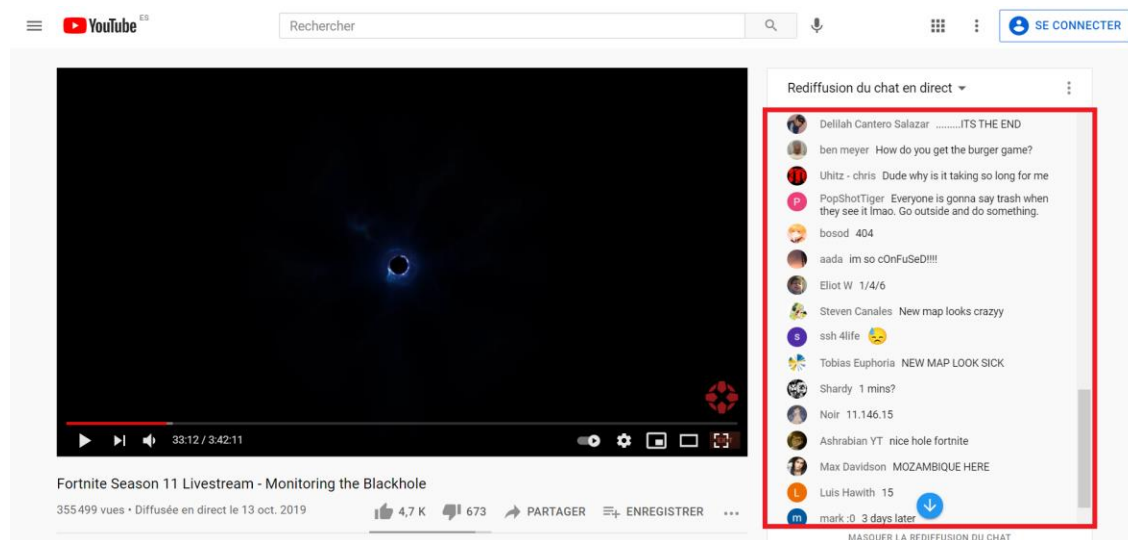 YouTube ES
Rechercher
SE CONNECTER
Rediffusion du chat en direct
Delilah Cantero Salazar .........ITS THE END
ben meyer How do you get the burger game?
Uhitz - chris Dude why is it taking so long for me
P PopShotTiger Everyone is gonna say trash when
they see it lmao. Go outside and do something.
bosod 404
aada im so cOnFuSeD!!!!
Eliot W 1/4/6
Steven Canales New map looks crazyy
s ssh 4life
Tobias Euphoria NEW MAP LOOK SICK
Shardy 1 mins?
Noir 11.146.15
Ashrabian YT nice hole fortnite
Max Davidson MOZAMBIQUE HERE
L Luis Hawith 15
m mark :0 3 days later
MASQUER LA REDIFFUSION DU CHAT
33:12 / 3:42:11
Fortnite Season 11 Livestream - Monitoring the Blackhole
355 499 vues • Diffusée en direct le 13 oct. 2019
4,7 K 673 PARTAGER ENREGISTRER ...